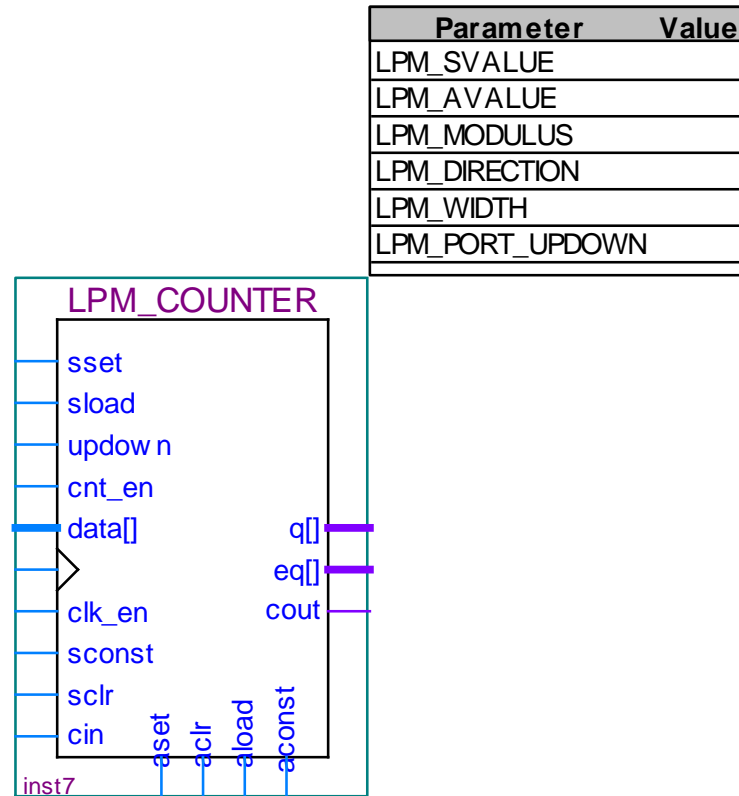 Parameter Value
LPM_SVALUE
LPM_AVALUE
LPM_MODULUS
LPM_DIRECTION
LPM_WIDTH
LPM_PORT_UPDOWN
LPM_COUNTER
sset
sload
updown
cnt_en
data[] q[]
eq[]
clk_en cout
sconst
sclr
cin
aset aclr aload aconst
inst7